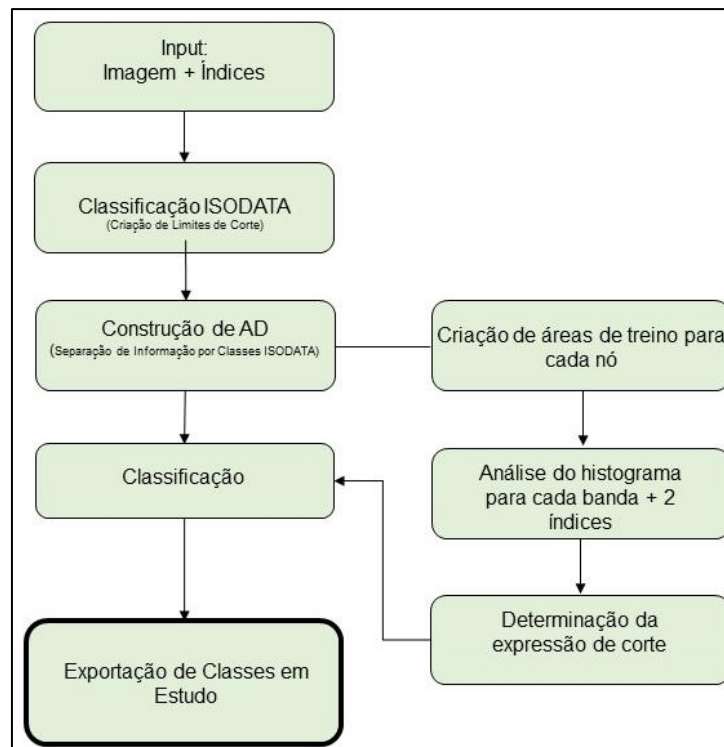 Input:
Imagem + Índices
Classificação ISODATA
(Criação de Limites de Corte)
Construção de AD
(Separação de Informação por Classes ISODATA)
Criação de áreas de treino para
cada nó
Classificação
Análise do histograma
para cada banda + 2
índices
Determinação da
expressão de corte
Exportação de Classes em
Estudo